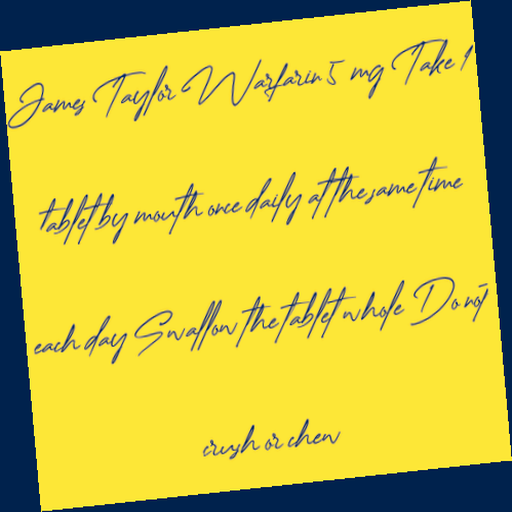 James Taylor Warfarin 5 mg Take 1
tablet by mouth once daily at the same time
each day Swallow the tablet whole Do not
crush or chew